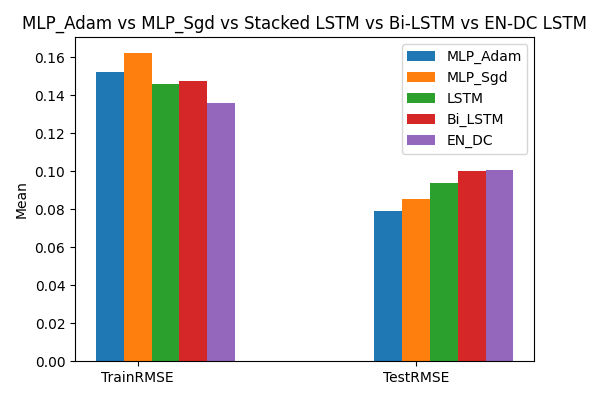 MLP_Adam vs MLP_Sgd vs Stacked LSTM vs Bi-LSTM vs EN-DC LSTM
0.16
0.14
0.12
0.10
0.08
0.06
0.04
0.02
0.00
Mean
MLP_Adam
MLP_Sgd
LSTM
Bi_LSTM
EN_DC
TrainRMSE
TestRMSE